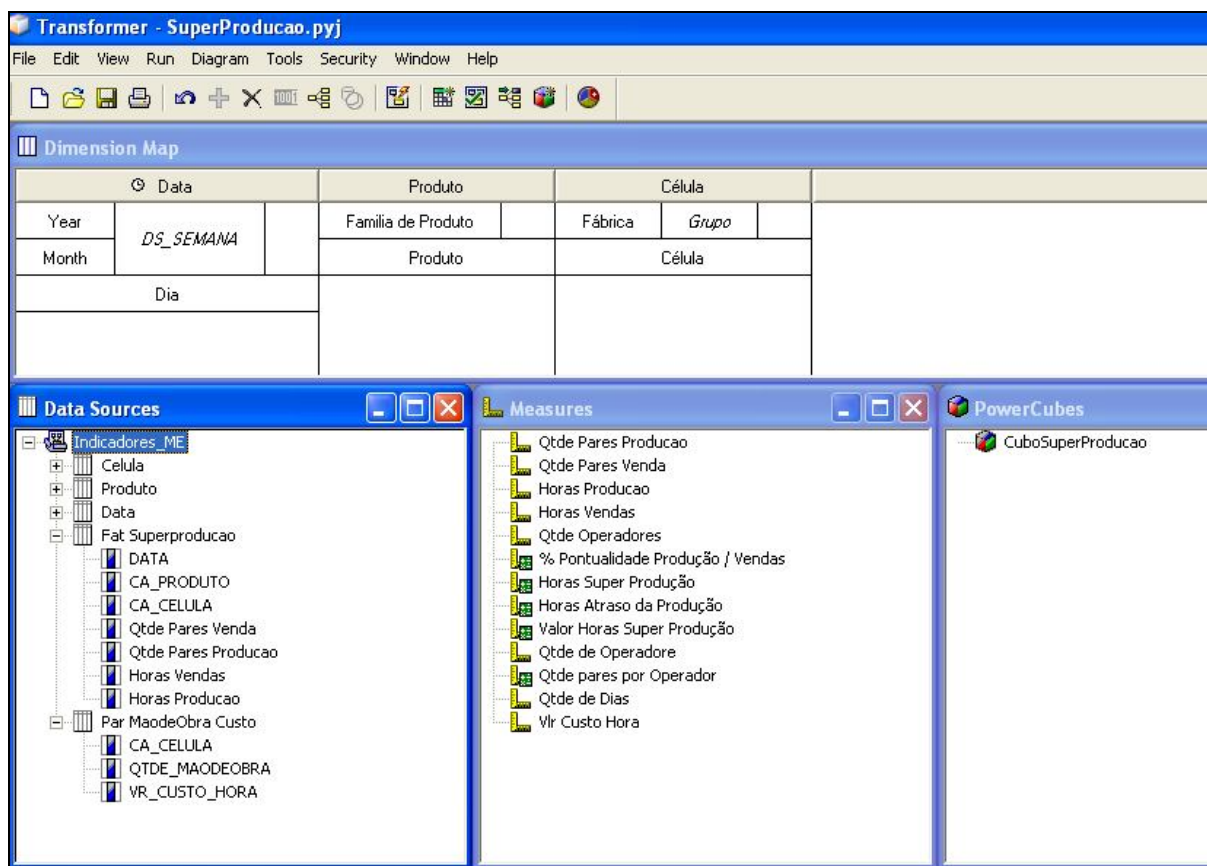 Transformer - SuperProducao.pyj
File Edit View Run Diagram Tools Security Window Help
Dimension Map
Data Produto Célula
Year DS_SEMANA Familia de Produto Fábrica Grupo
Month Produto Célula
Dia
Data Sources
Indicadores_ME
Celula
Produto
Data
Fat Superproducao
DATA
CA_PRODUTO
CA_CELULA
Qtde Pares Venda
Qtde Pares Producao
Horas Vendas
Horas Producao
Par MaodeObra Custo
CA_CELULA
QTDE_MAODEOBRA
VR_CUSTO_HORA
Measures
Qtde Pares Producao
Qtde Pares Venda
Horas Producao
Horas Vendas
Qtde Operadores
% Pontualidade Produção / Vendas
Horas Super Produção
Horas Atraso da Produção
Valor Horas Super Produção
Qtde de Operadore
Qtde pares por Operador
Qtde de Dias
Vlr Custo Hora
PowerCubes
CuboSuperProducao